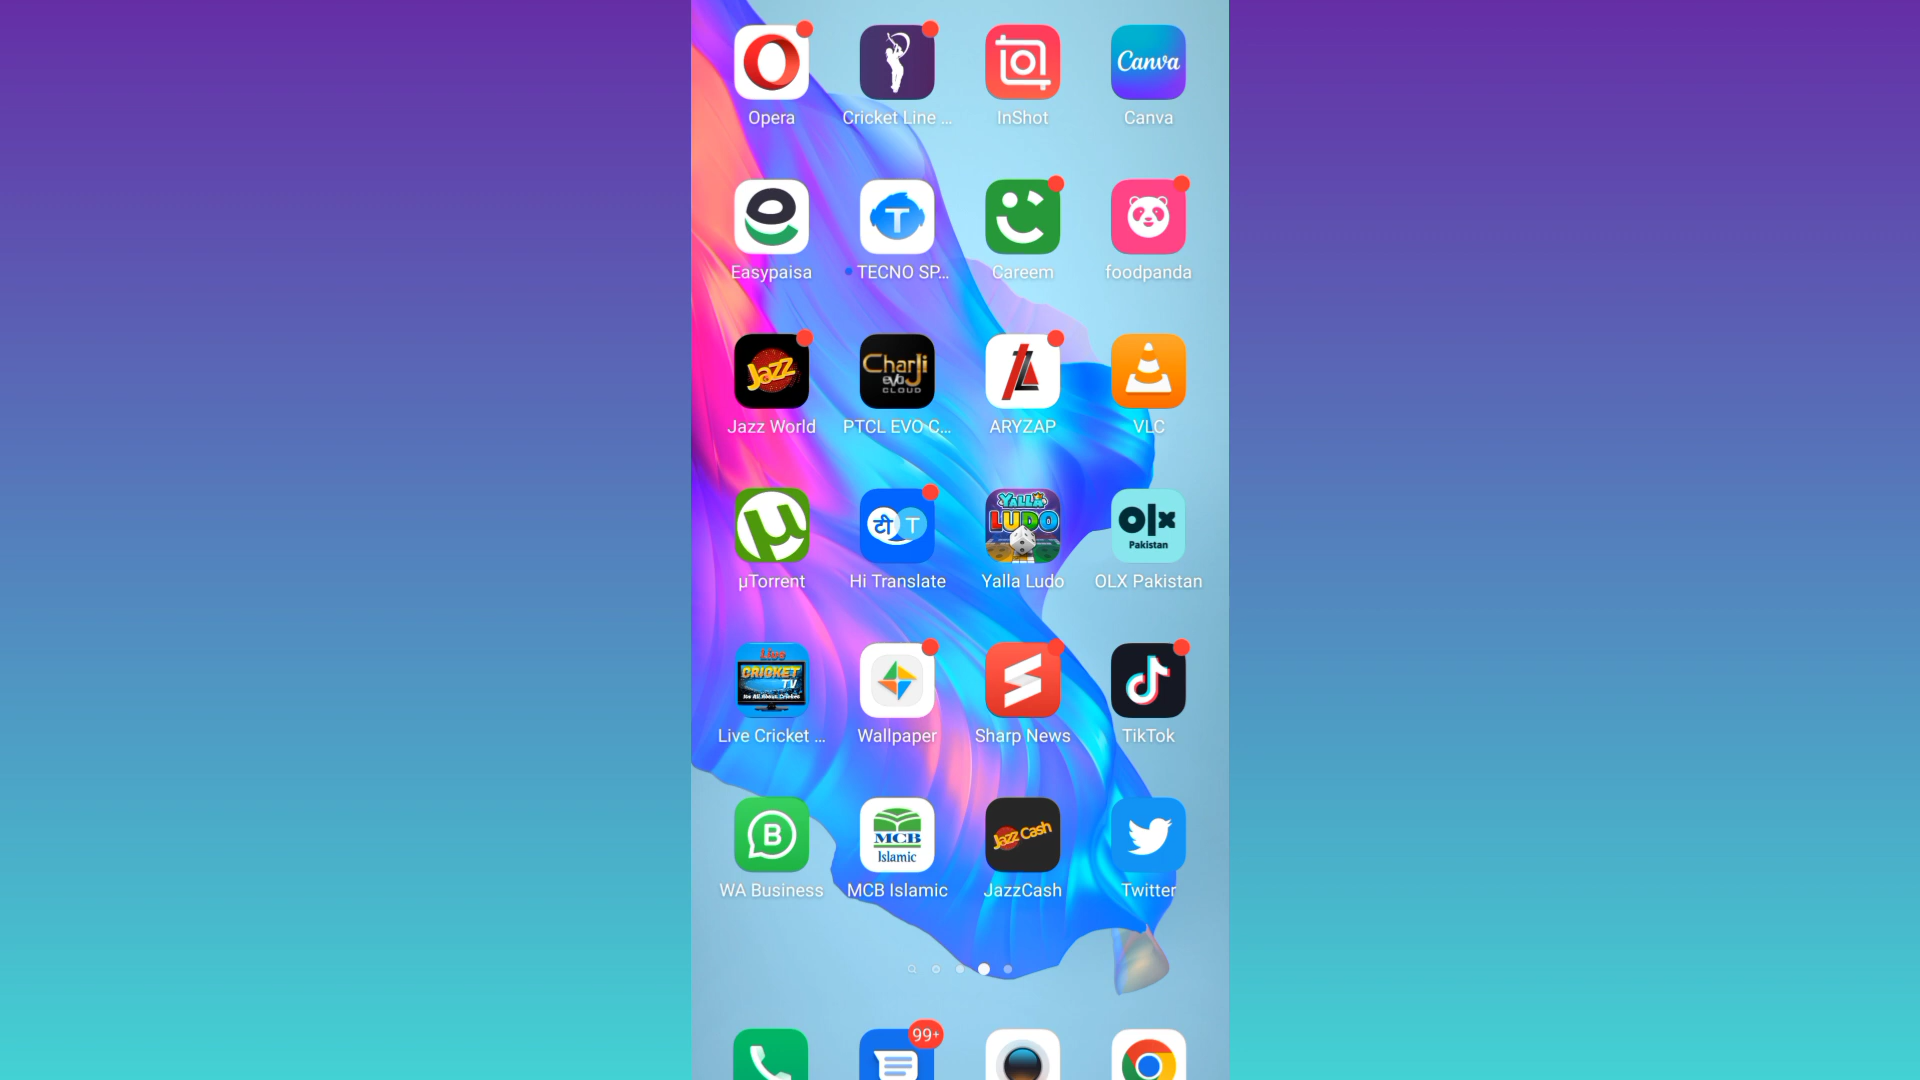 Canva
Opera
Cricket Line ...
InShot
Canva
T
Easypaisa
TECNO SP...
Careem
foodpanda
Jazz
CharJi
evo
CLOUD
Jazz World
PTCL EVO C...
ARYZAP
VLC
µ
टी T
YALLA
LUDO
olx
Pakistan
µTorrent
Hi Translate
Yalla Ludo
OLX Pakistan
Live
CRICKET
TV
Live Cricket ...
Wallpaper
Sharp News
TikTok
B
MCB
Islamic
Jazz Cash
WA Business
MCB Islamic
JazzCash
Twitter
99+